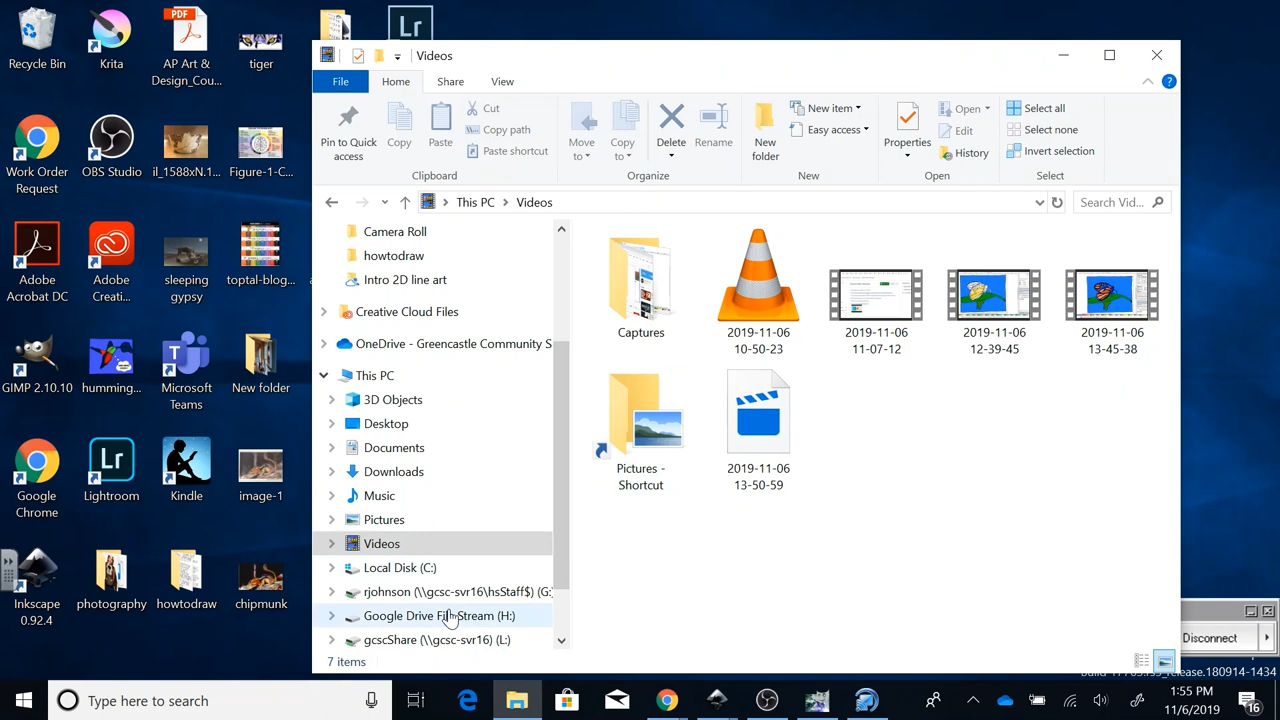 Recycle Bin
Krita
PDF
AP Art &
Design_Cou...
tiger
Lr
Work Order
Request
OBS Studio
il_1588xN.1...
Figure-1-C...
Adobe
Acrobat DC
Adobe
Creati...
sleeping
gypsy
toptal-blog...
GIMP 2.10.10
humming...
Microsoft
Teams
New folder
Google
Chrome
Lr
Lightroom
Kindle
image-1
Inkscape
0.92.4
photography
howtodraw
chipmunk
Videos
File
Home
Share
View
Pin to Quick
access
Copy
Paste
Cut
Copy path
Paste shortcut
Clipboard
Move
to
Copy
to
Delete
Rename
Organize
New
folder
New item
Easy access
New
Properties
Open
Edit
History
Open
Select all
Select none
Invert selection
Select
This PC
Videos
Search Vid...
Camera Roll
howtodraw
Intro 2D line art
Creative Cloud Files
OneDrive - Greencastle Community S
This PC
3D Objects
Desktop
Documents
Downloads
Music
Pictures
Videos
Local Disk (C:)
rjohnson (\\gcsc-svr16\hsStaff$) (G:
Google Drive File Stream (H:)
gcscShare (\\gcsc-svr16) (L:)
Captures
2019-11-06
10-50-23
2019-11-06
11-07-12
2019-11-06
12-39-45
2019-11-06
13-45-38
Pictures -
Shortcut
2019-11-06
13-50-59
7 items
Disconnect
Type here to search
1:55 PM
11/6/2019
16